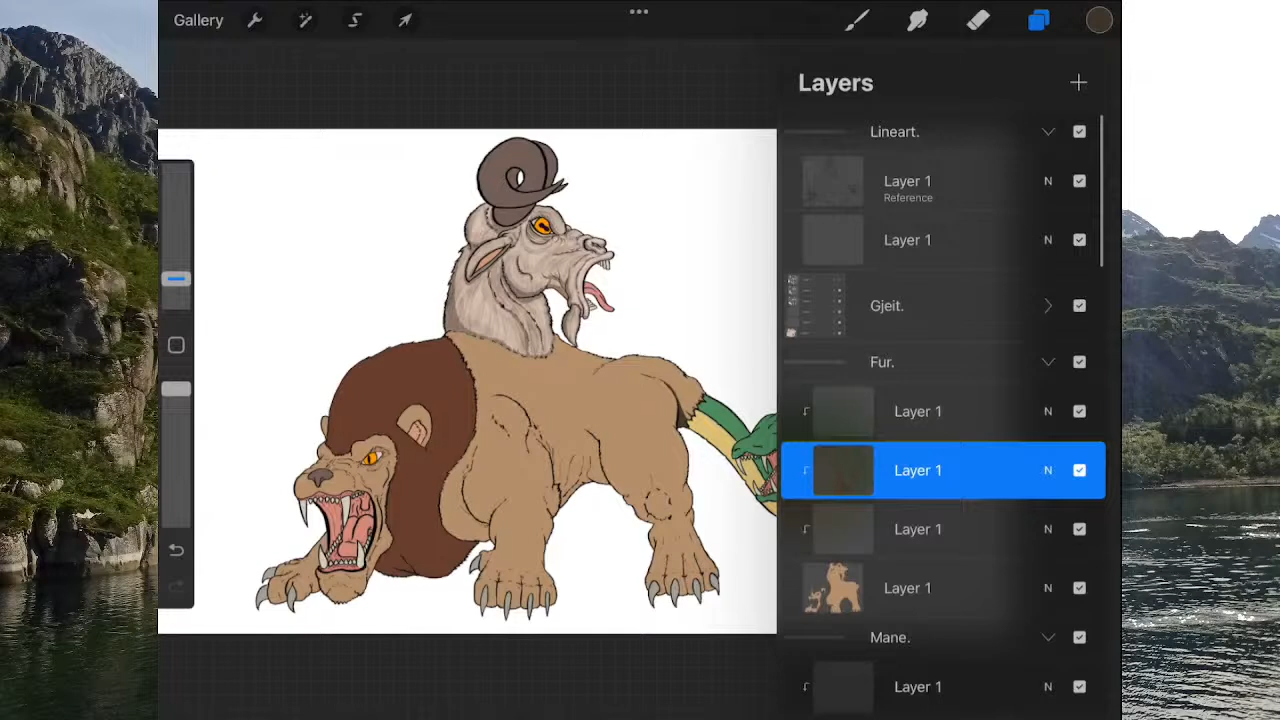 Gallery
Layers
Lineart.
Layer 1 N
Reference
Layer 1 N
Gjeit.
Fur.
Layer 1 N
Layer 1 N
Layer 1 N
Layer 1 N
Mane.
Layer 1 N